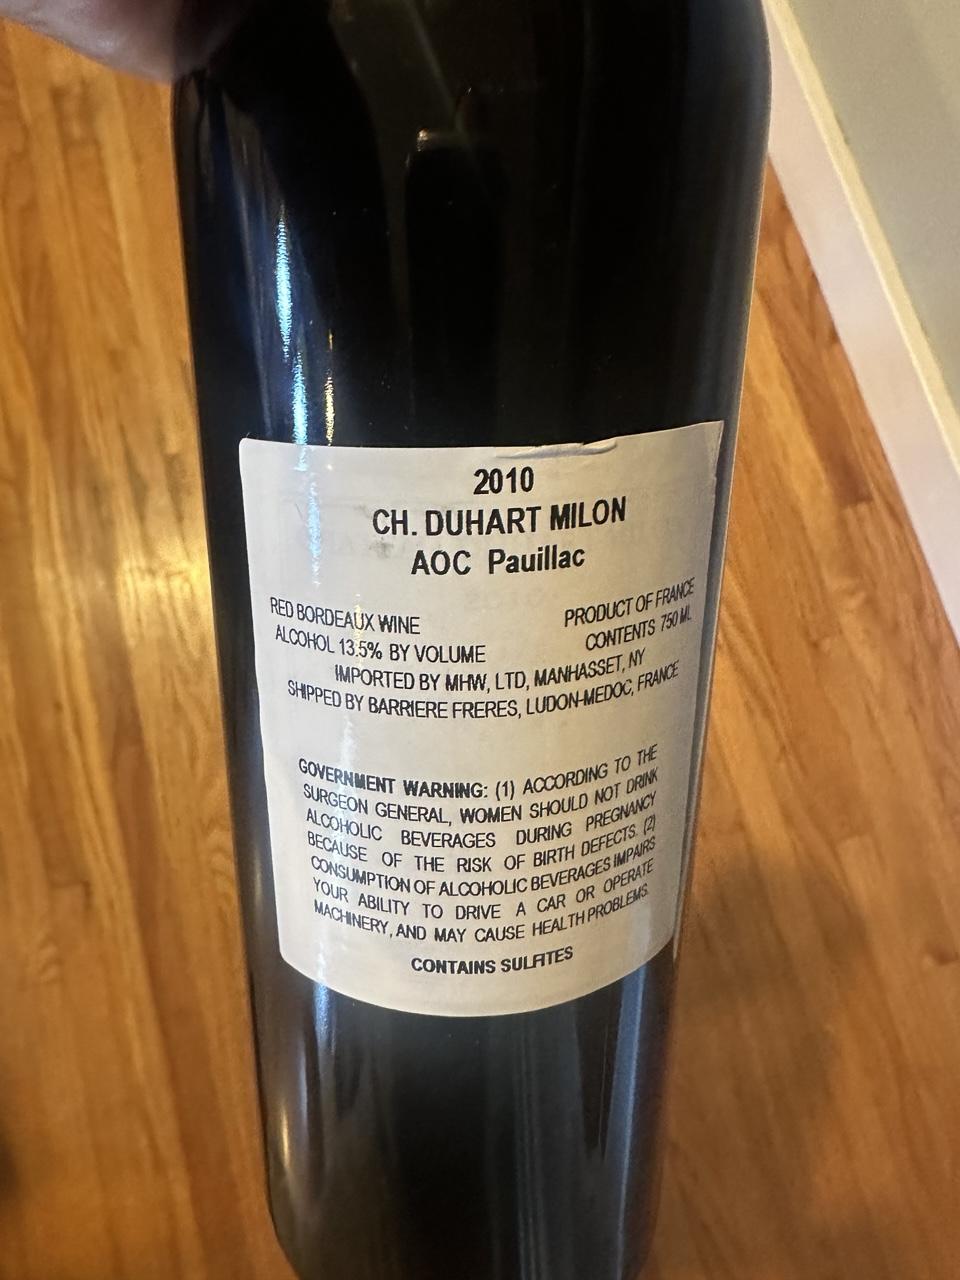 2010
CH. DUHART MILON
AOC Pauillac
RED BORDEAUX WINE PRODUCT OF FRANCE
ALCOHOL 13.5% BY VOLUME CONTENTS 750 ML
IMPORTED BY MHW, LTD, MANHASSET, NY
SHIPPED BY BARRIERE FRERES, LUDON-MEDOC, FRANCE
GOVERNMENT WARNING: (1) ACCORDING TO THE
SURGEON GENERAL, WOMEN SHOULD NOT DRINK
ALCOHOLIC BEVERAGES DURING PREGNANCY
BECAUSE OF THE RISK OF BIRTH DEFECTS. (2)
CONSUMPTION OF ALCOHOLIC BEVERAGES IMPAIRS
YOUR ABILITY TO DRIVE A CAR OR OPERATE
MACHINERY, AND MAY CAUSE HEALTH PROBLEMS.
CONTAINS SULFITES